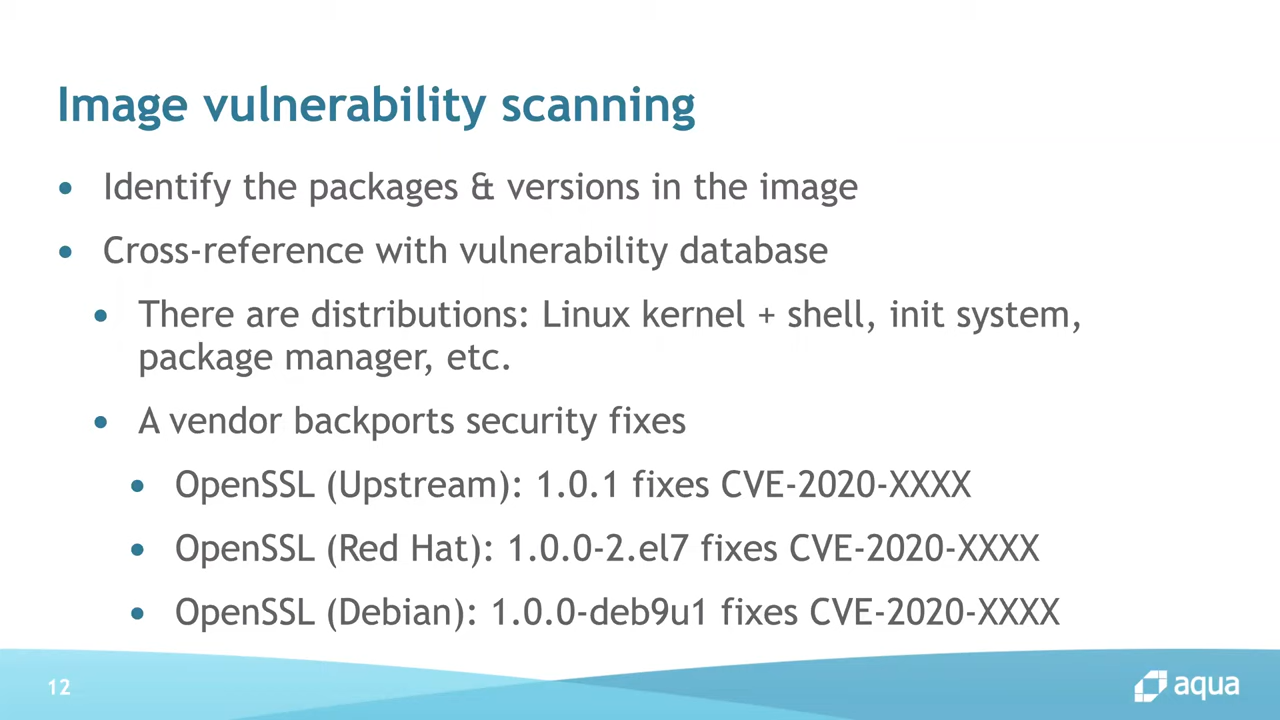 Image vulnerability scanning
• Identify the packages & versions in the image
• Cross-reference with vulnerability database
• There are distributions: Linux kernel + shell, init system,
package manager, etc.
• A vendor backports security fixes
• OpenSSL (Upstream): 1.0.1 fixes CVE-2020-XXXX
• OpenSSL (Red Hat): 1.0.0-2.el7 fixes CVE-2020-XXXX
• OpenSSL (Debian): 1.0.0-deb9u1 fixes CVE-2020-XXXX
12
aqua